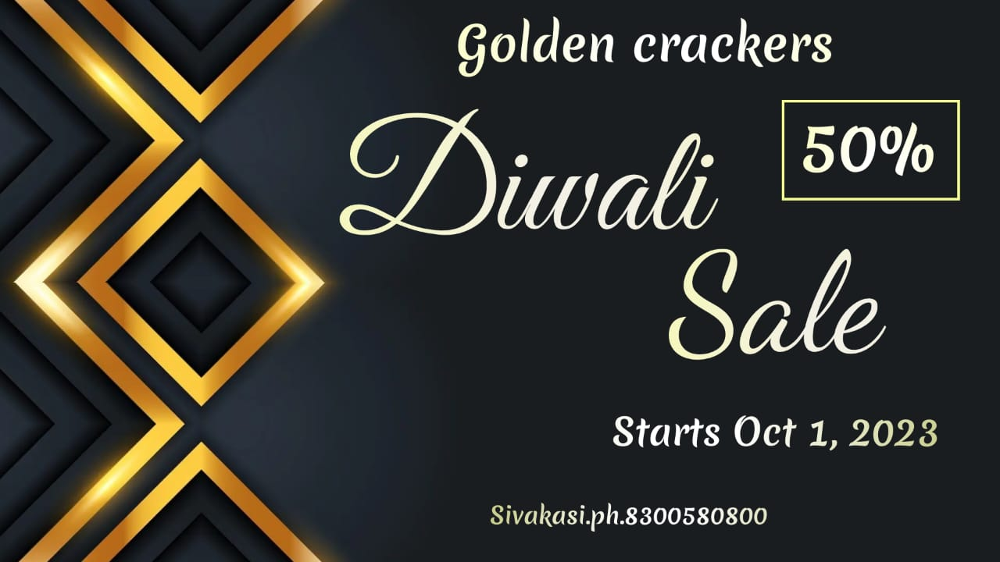 Golden crackers
Diwali
50%
Sale
Starts Oct 1, 2023
Sivakasi.ph.8300580800